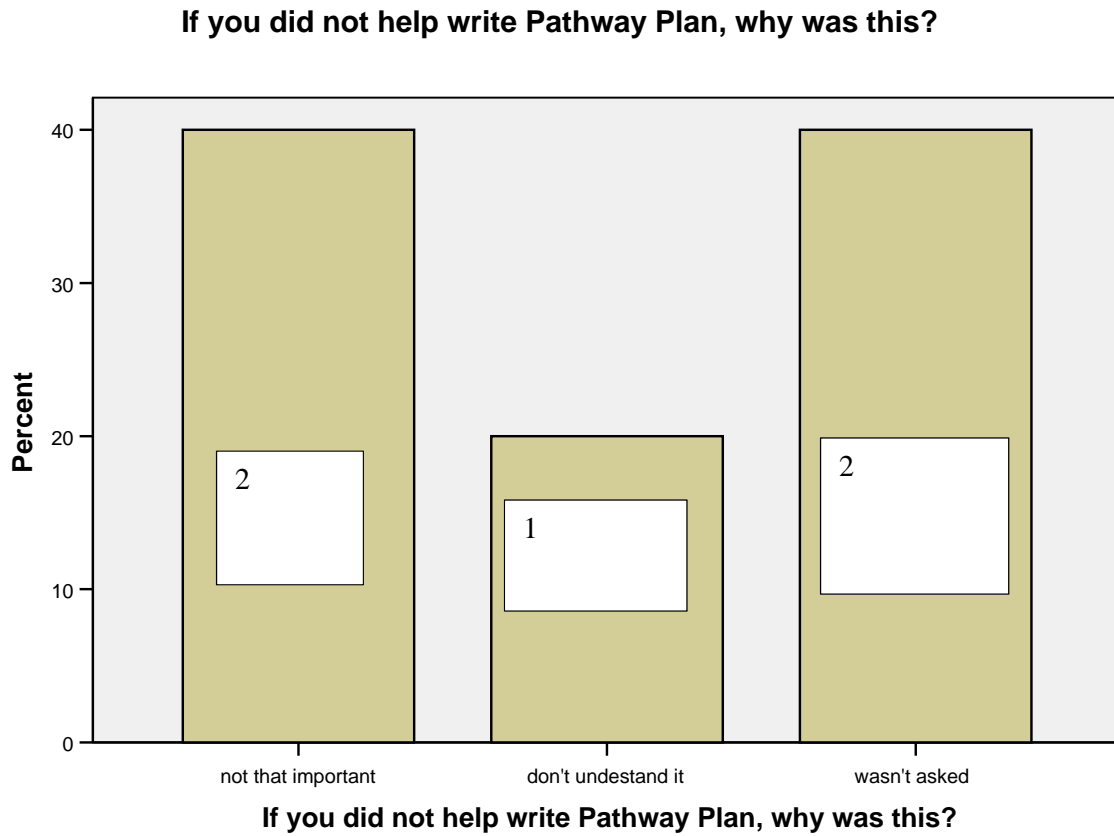 If you did not help write Pathway Plan, why was this?
40
30
20
10
0
Percent
2
1
2
not that important
don't undestand it
wasn't asked
If you did not help write Pathway Plan, why was this?